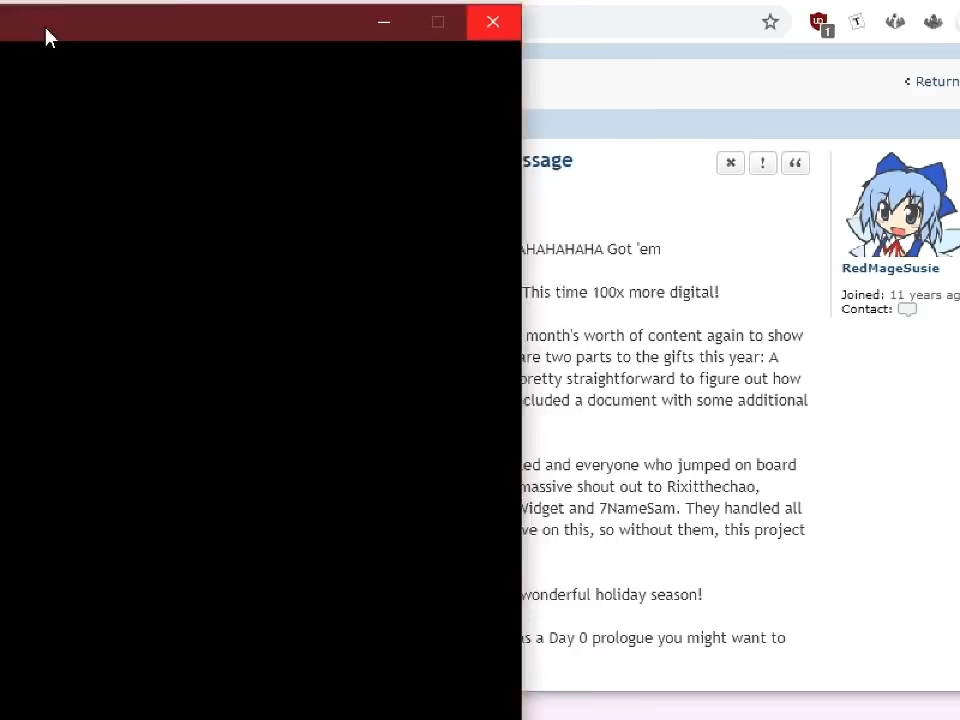 1
Return
ssage
AHAHAHAHA Got 'em
RedMageSusie
This time 100x more digital!
Joined: 11 years ag
Contact:
month's worth of content again to show
are two parts to the gifts this year: A
pretty straightforward to figure out how
cluded a document with some additional
ed and everyone who jumped on board
massive shout out to Rixitthechao,
Widget and 7NameSam. They handled all
ve on this, so without them, this project
wonderful holiday season!
s a Day 0 prologue you might want to